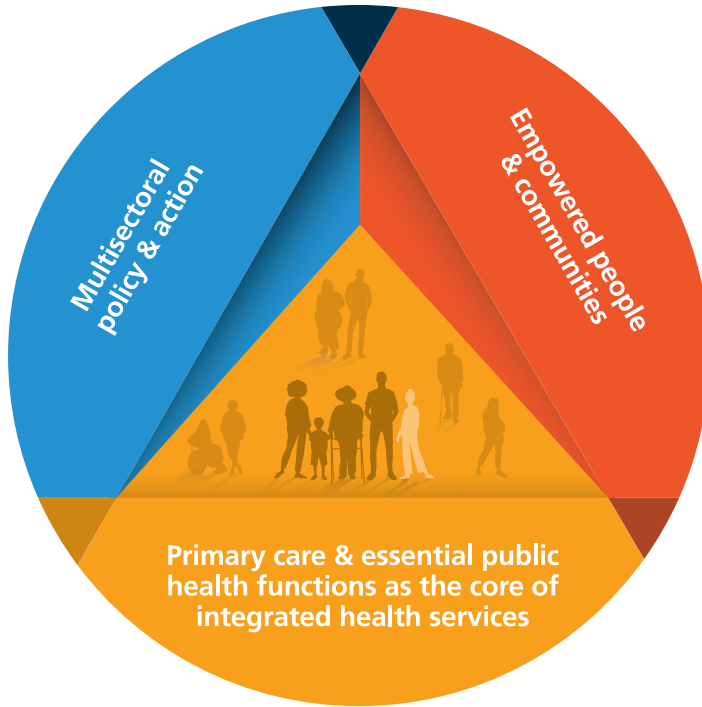 Multisectoral
policy & action
Empowered people
& communities
Primary care & essential public
health functions as the core of
integrated health services